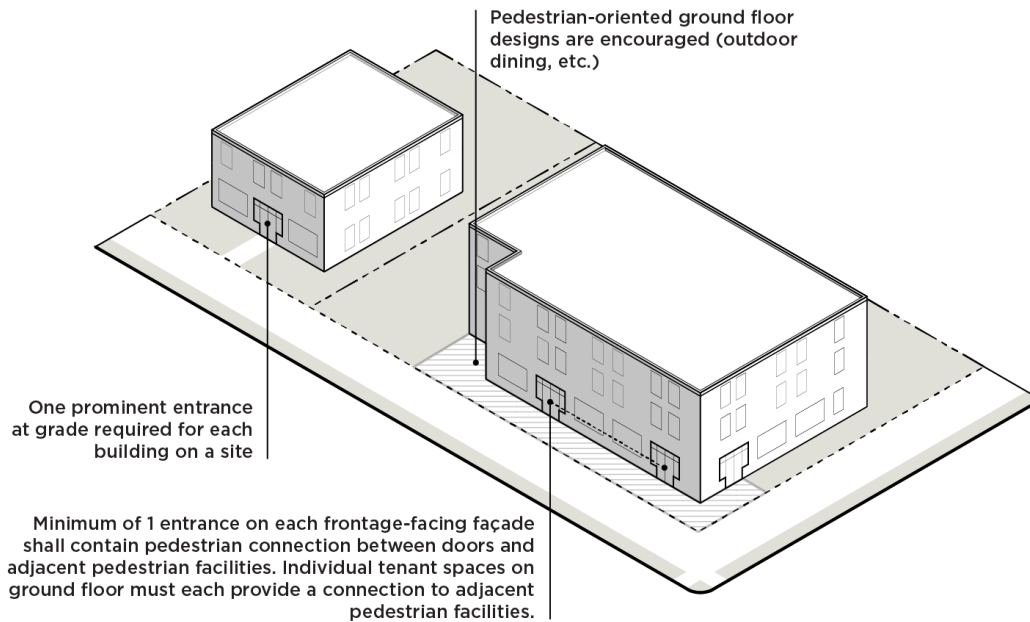 Pedestrian-oriented ground floor
designs are encouraged (outdoor
dining, etc.)
One prominent entrance
at grade required for each
building on a site
Minimum of 1 entrance on each frontage-facing façade
shall contain pedestrian connection between doors and
adjacent pedestrian facilities. Individual tenant spaces on
ground floor must each provide a connection to adjacent
pedestrian facilities.